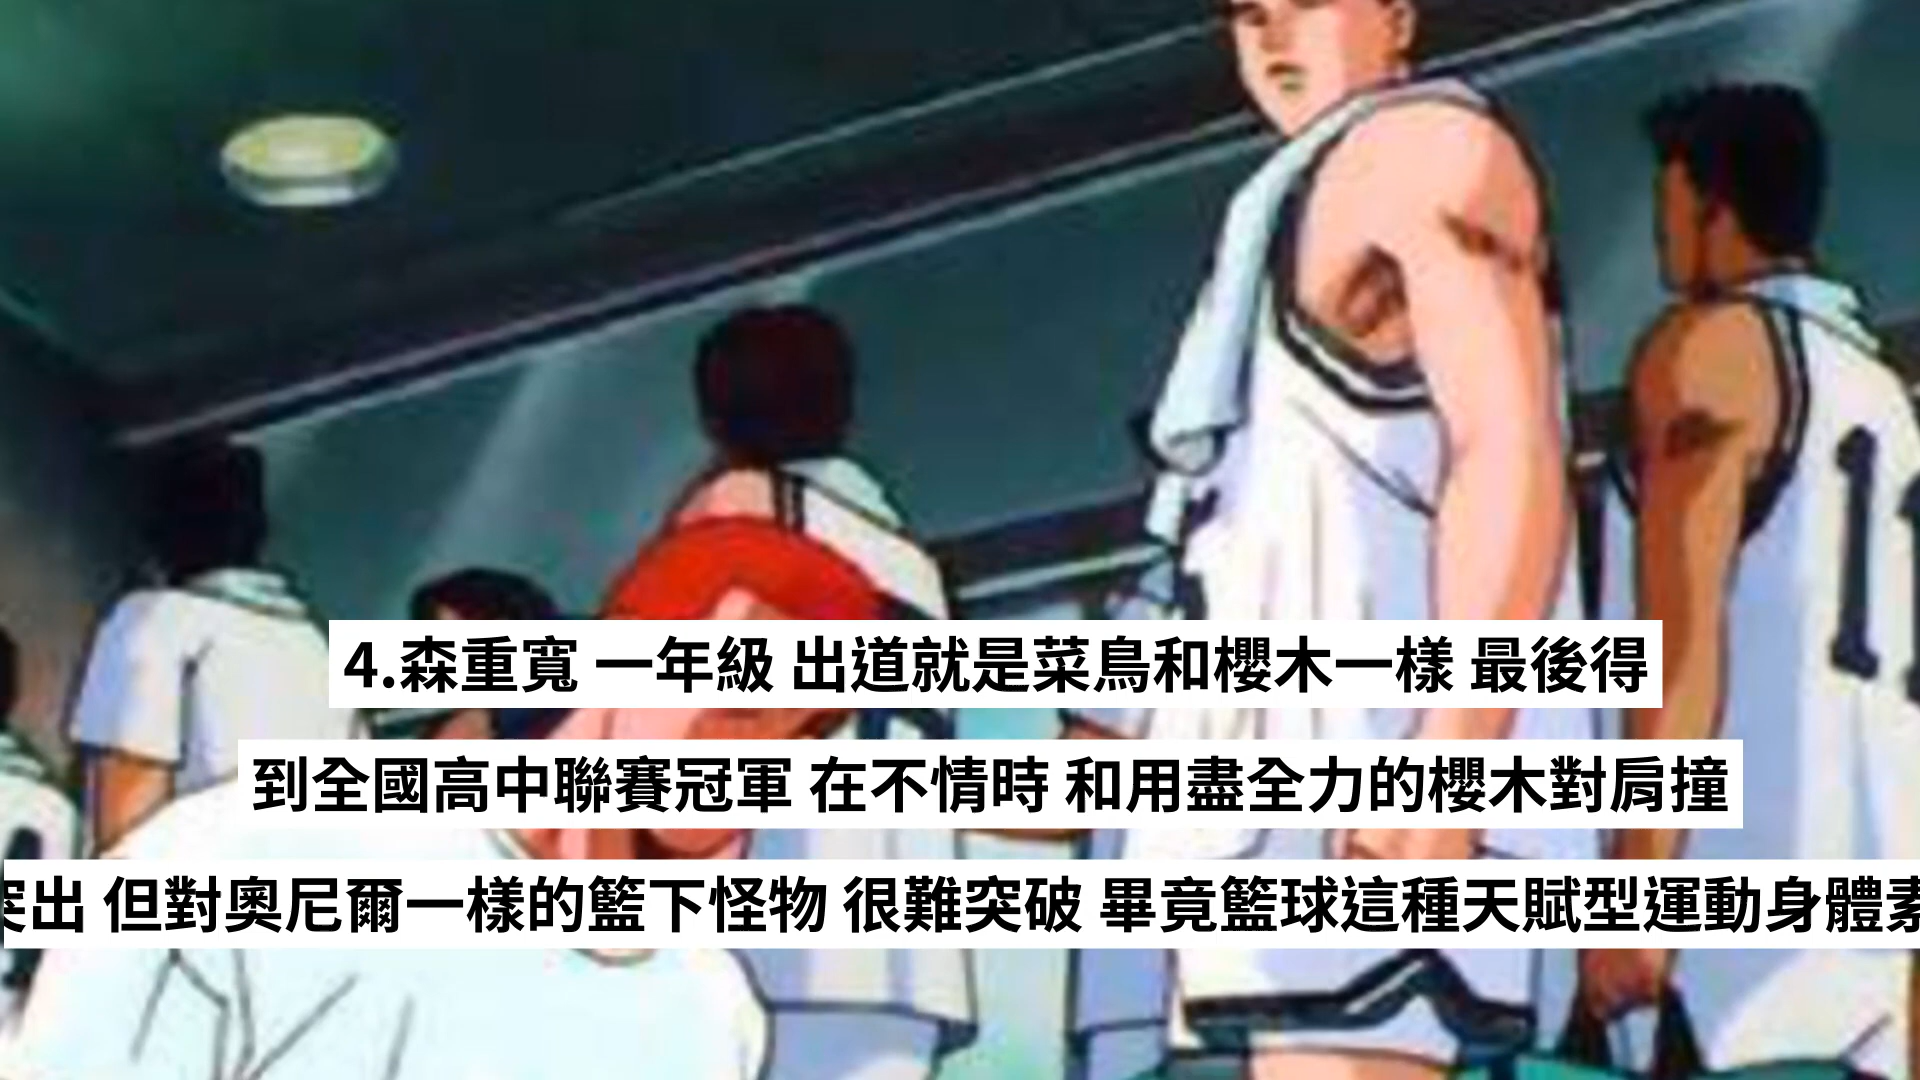 4.森重寬 一年級 出道就是菜鳥和櫻木一樣 最後得
到全國高中聯賽冠軍 在不情時 和用盡全力的櫻木對肩撞
出 但對奧尼爾一樣的籃下怪物 很難突破 畢竟籃球這種天賦型運動身體素